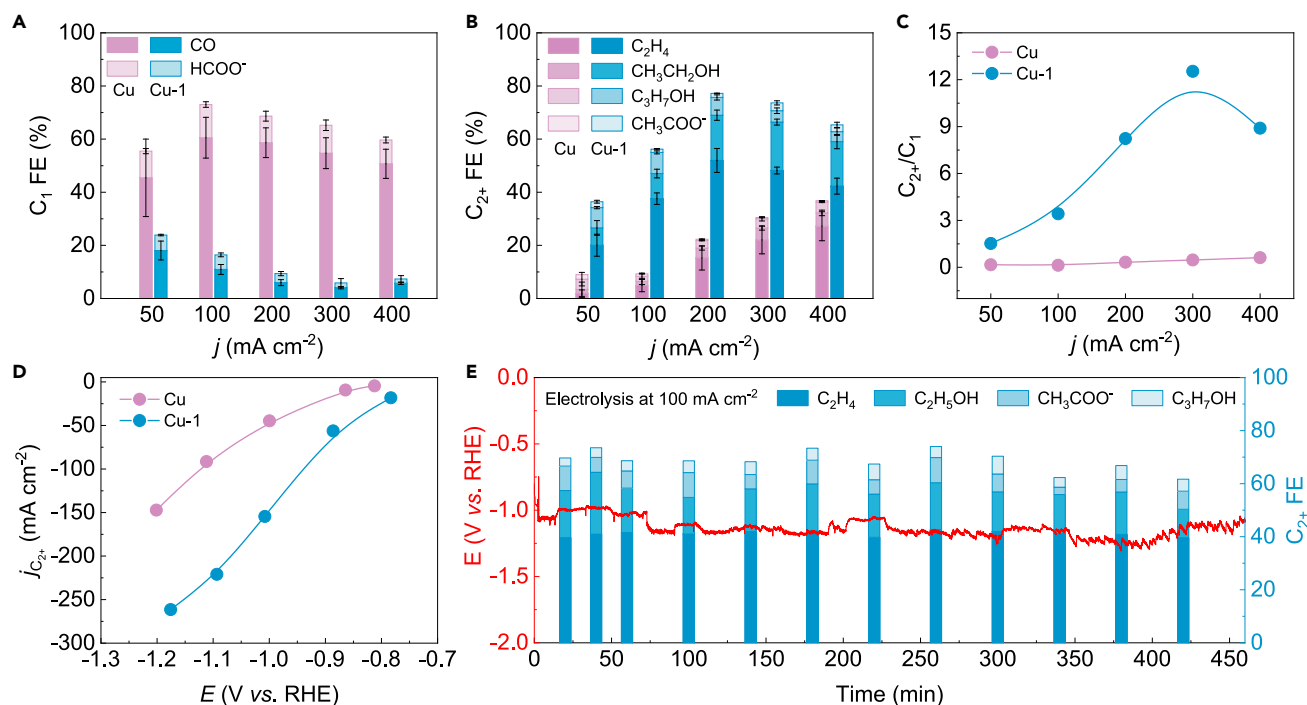 A
C₁ FE (%)
100
80
60
40
20
0
CO
HCOO⁻
Cu Cu-1
50 100 200 300 400
j (mA cm⁻²)
B
C₂₊ FE (%)
100
80
60
40
20
0
C₂H₄
CH₃CH₂OH
C₃H₇OH
CH₃COO⁻
Cu Cu-1
50 100 200 300 400
j (mA cm⁻²)
C
C₂₊/C₁
15
12
9
6
3
0
Cu
Cu-1
50 100 200 300 400
j (mA cm⁻²)
D
j C₂₊ (mA cm⁻²)
0
-50
-100
-150
-200
-250
-300
Cu
Cu-1
-1.3 -1.2 -1.1 -1.0 -0.9 -0.8 -0.7
E (V vs. RHE)
E
E (V vs. RHE)
0.0
-0.5
-1.0
-1.5
-2.0
Electrolysis at 100 mA cm⁻² C₂H₄ C₂H₅OH CH₃COO⁻ C₃H₇OH
0 50 100 150 200 250 300 350 400 450
Time (min)
100
80
60
40
20
0
C₂₊ FE